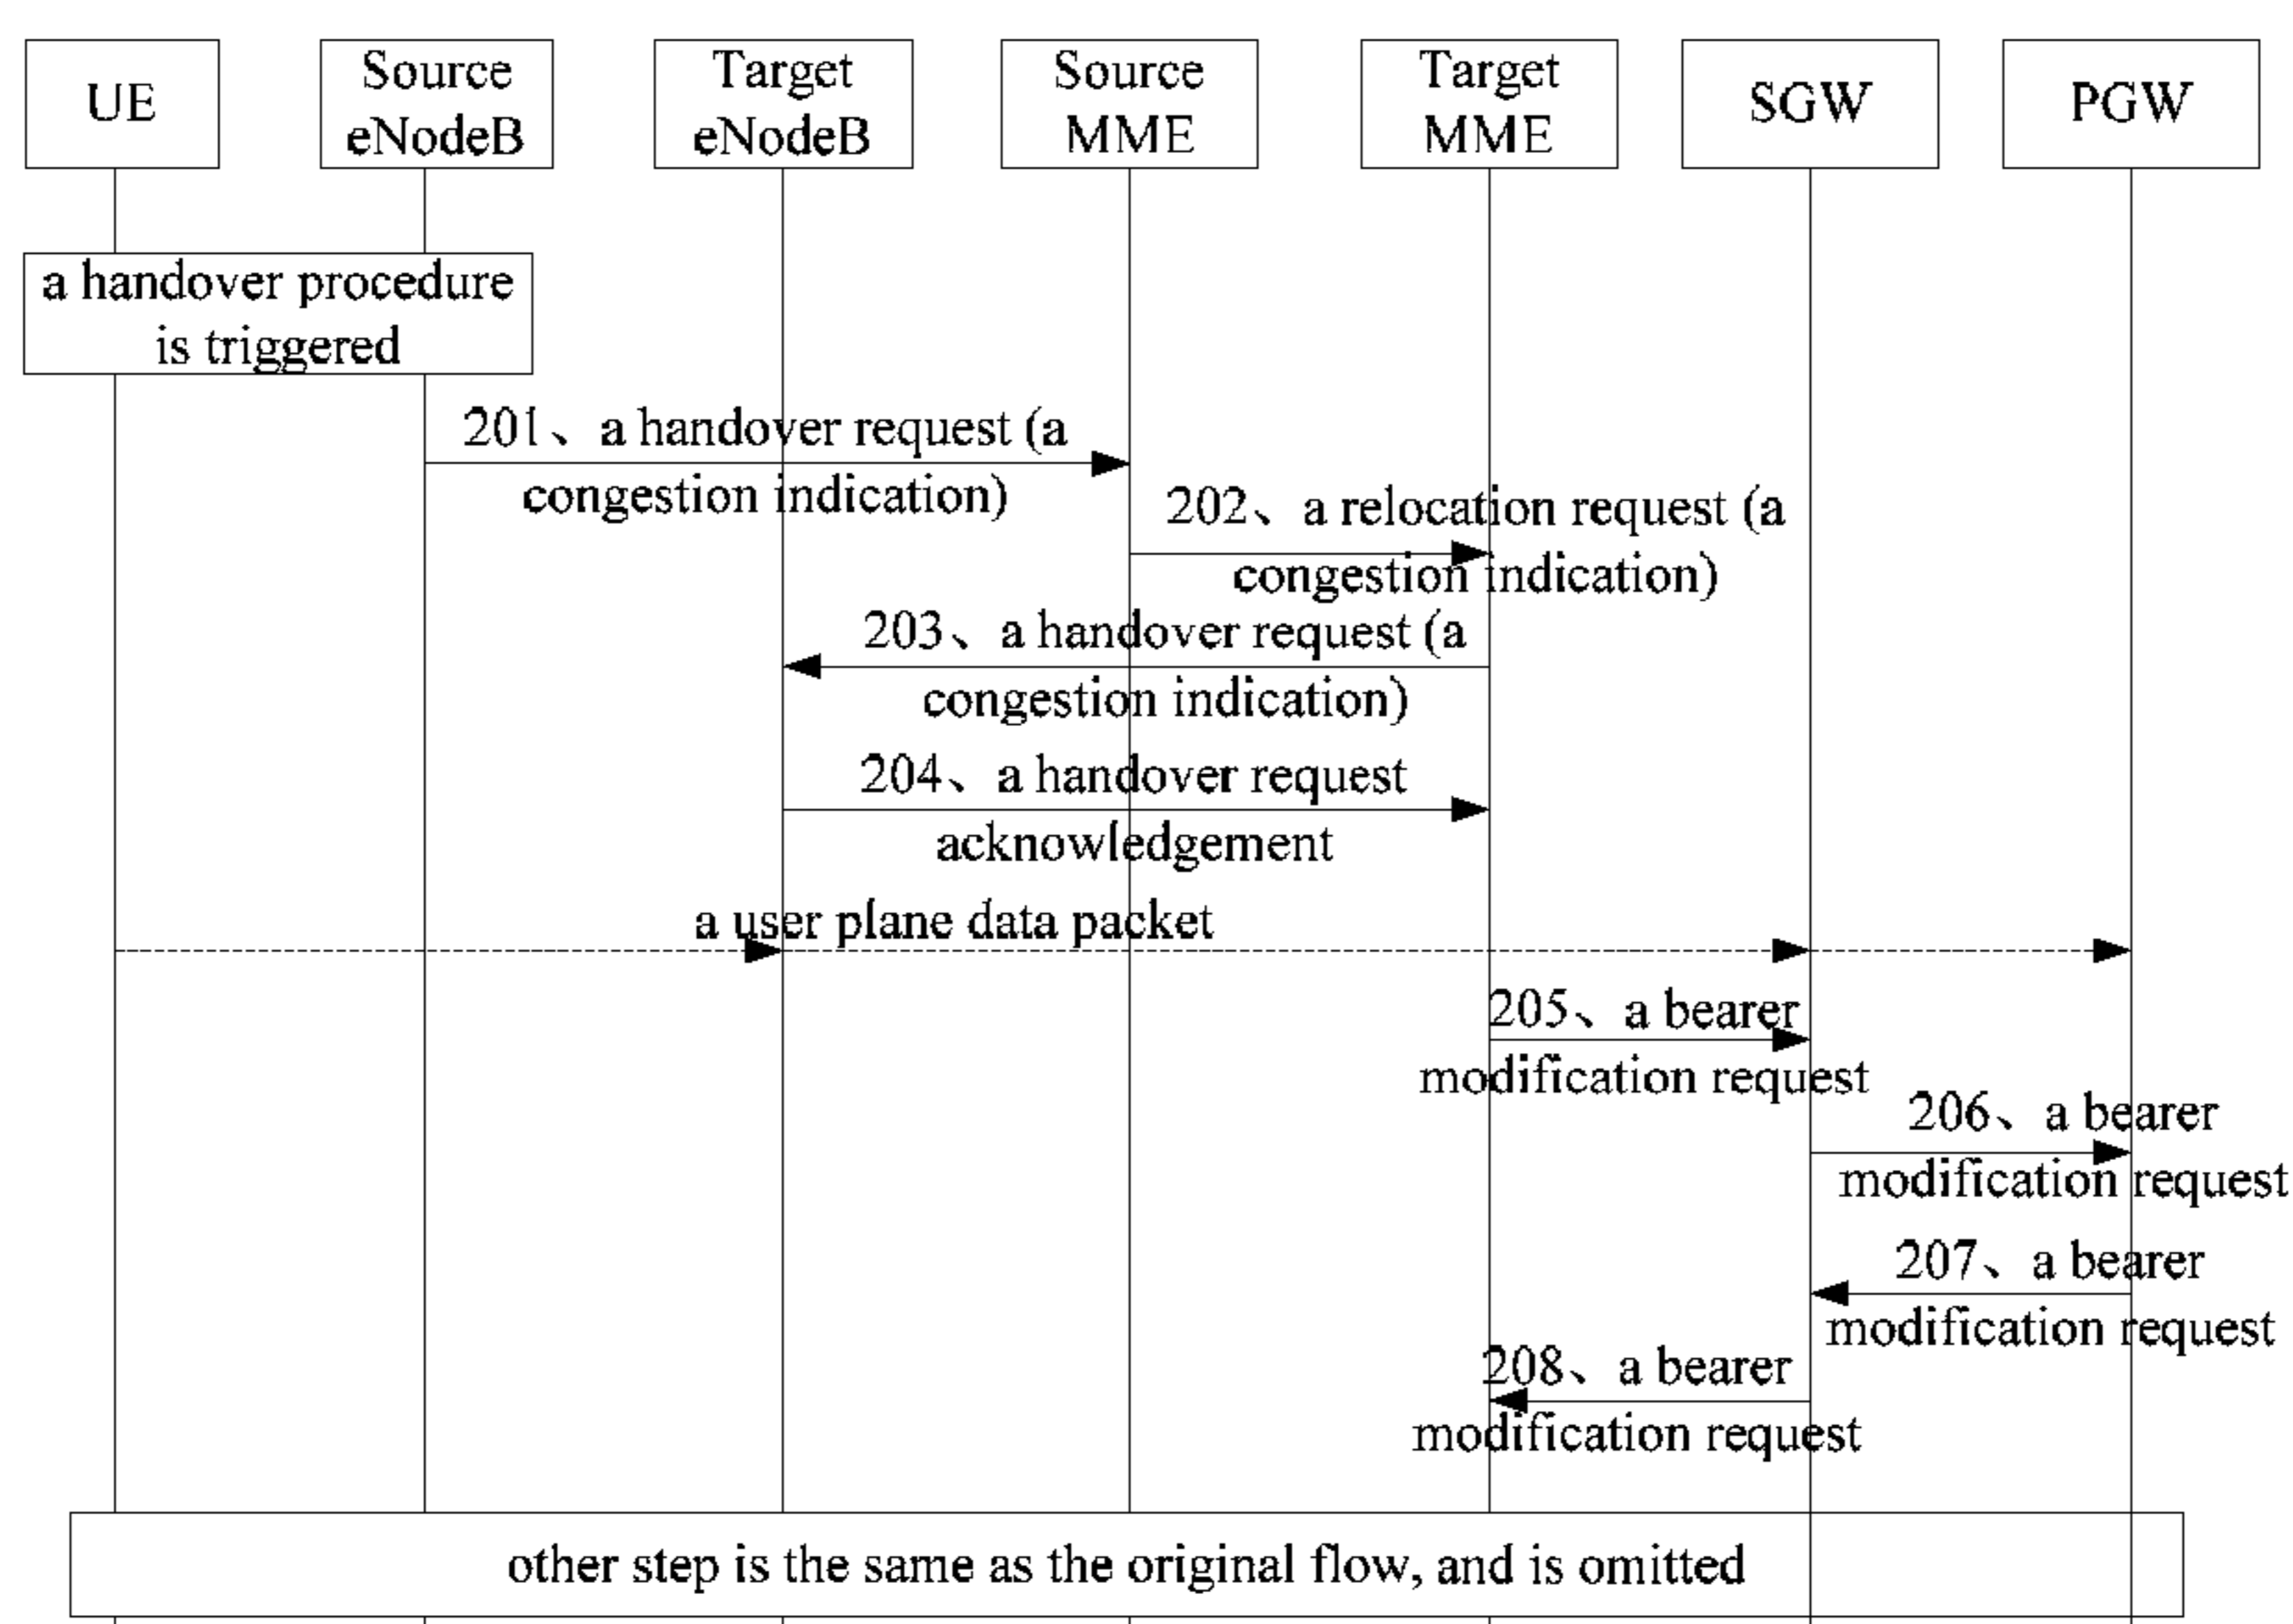 UE
Source
eNodeB
Target
eNodeB
Source
MME
Target
MME
SGW
PGW
a handover procedure
is triggered
201、a handover request (a
congestion indication)
202、a relocation request (a
congestion indication)
203、a handover request (a
congestion indication)
204、a handover request
acknowledgement
a user plane data packet
205、a bearer
modification request
206、a bearer
modification request
207、a bearer
modification request
208、a bearer
modification request
other step is the same as the original flow, and is omitted